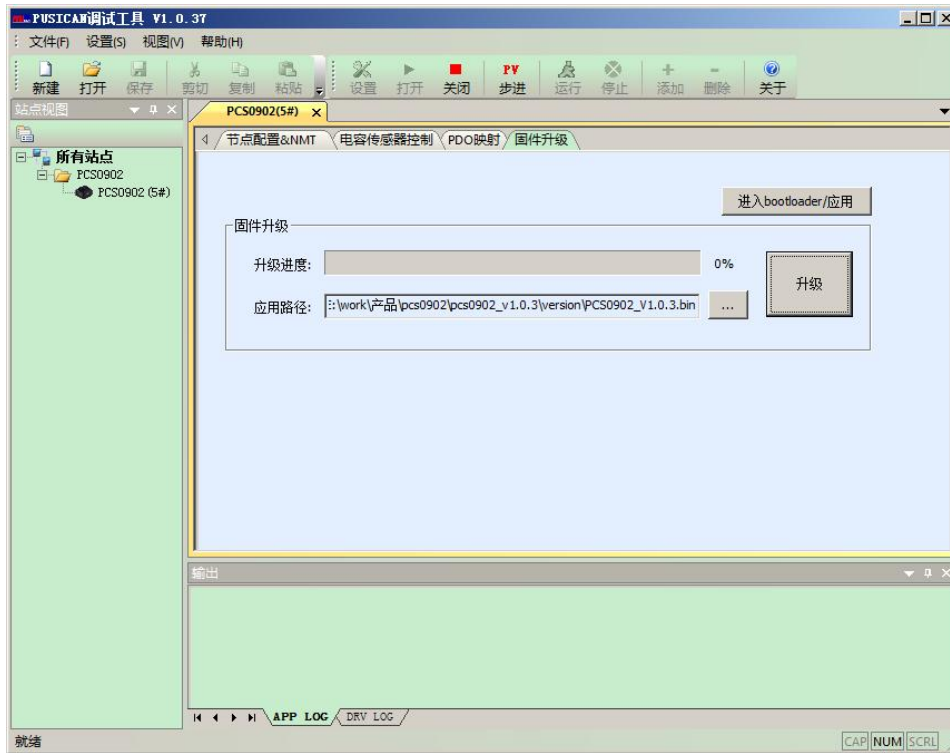 PUSICAN调试工具 V1.0.37
文件(F) 设置(S) 视图(V) 帮助(H)
新建 打开 保存 剪切 复制 粘贴 设置 打开 关闭 PV 步进 运行 停止 添加 删除 关于
站点视图
PCS0902(5#)
节点配置&NMT 电容传感器控制 PDO映射 固件升级
所有站点
PCS0902
PCS0902 (5#)
进入bootloader/应用
固件升级
升级进度: 0%
升级
应用路径: E:\work\产品\pcs0902\pcs0902_v1.0.3\version\PCS0902_V1.0.3.bin ...
输出
APP LOG DRV LOG
就绪 CAP NUM SCRL